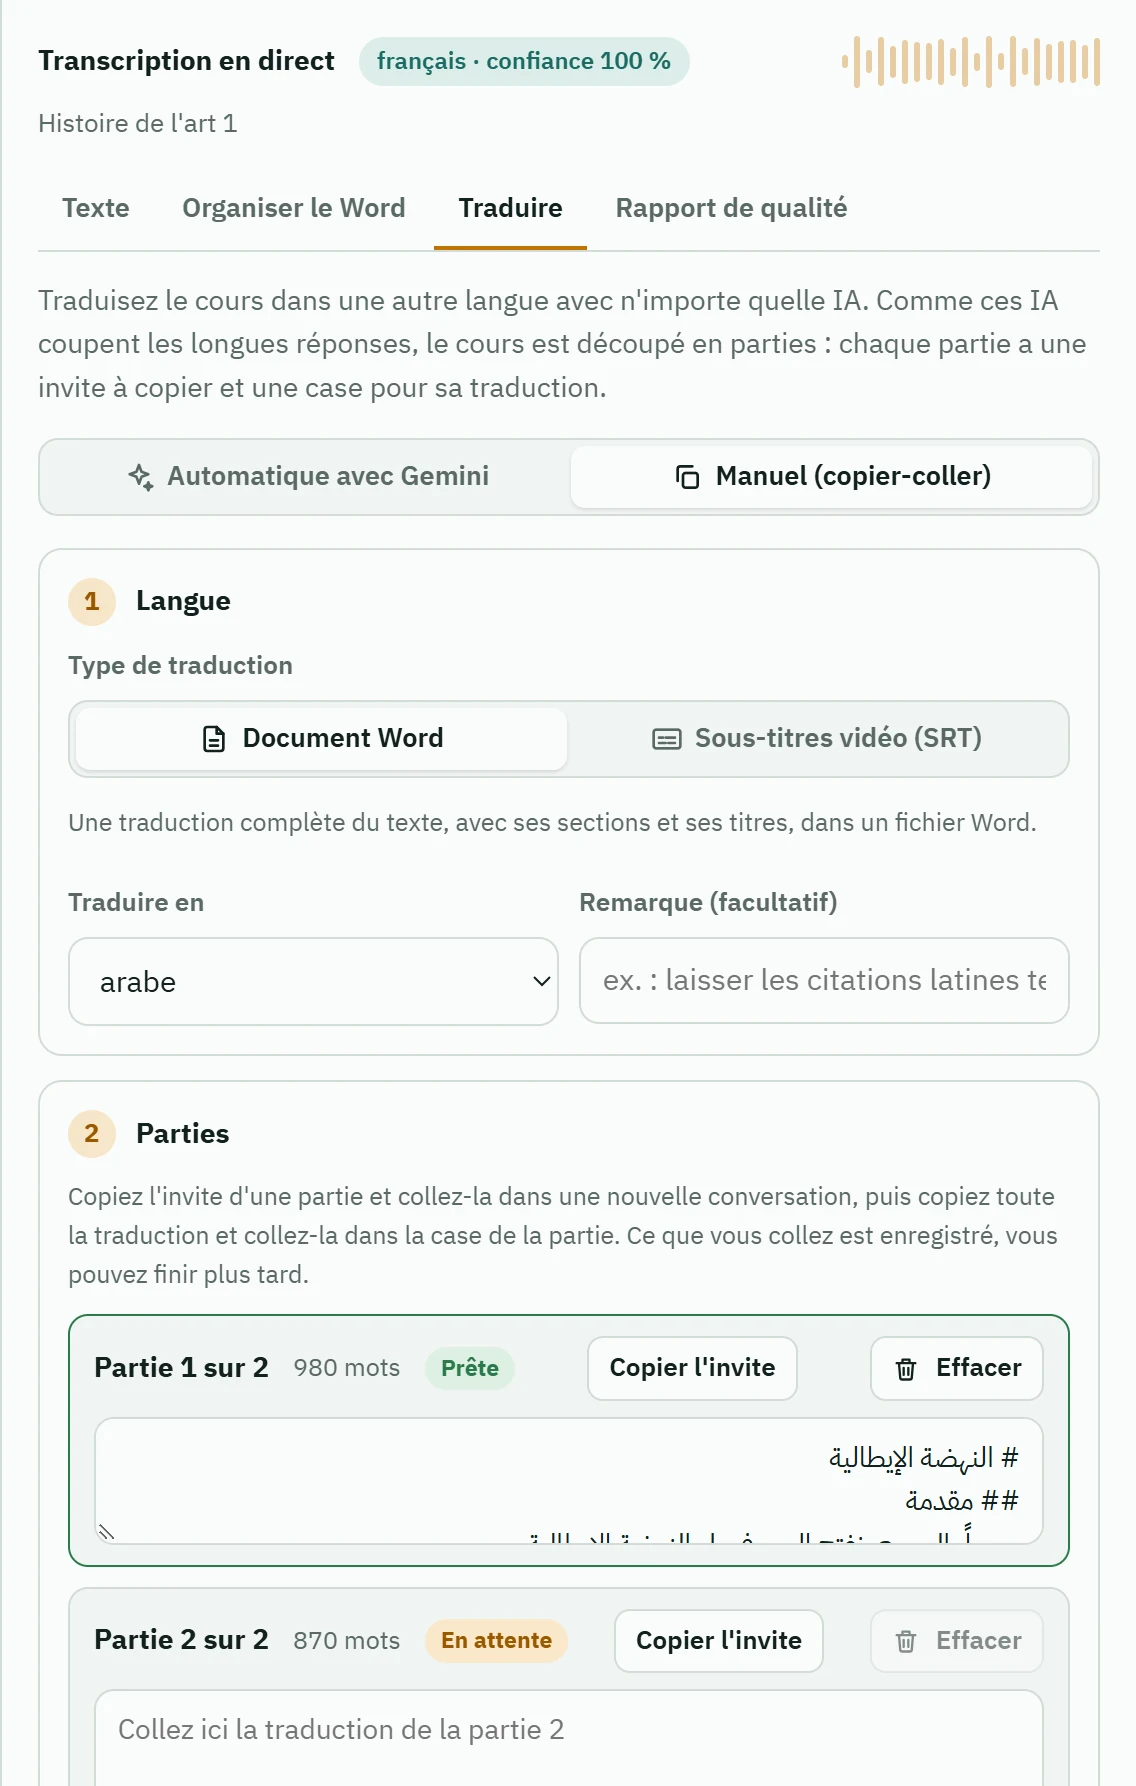 Transcription en direct
français · confiance 100 %
Histoire de l'art 1
Texte
Organiser le Word
Traduire
Rapport de qualité
Traduisez le cours dans une autre langue avec n'importe quelle IA. Comme ces IA
coupent les longues réponses, le cours est découpé en parties : chaque partie a une
invite à copier et une case pour sa traduction.
Automatique avec Gemini
Manuel (copier-coller)
1 Langue
Type de traduction
Document Word
Sous-titres vidéo (SRT)
Une traduction complète du texte, avec ses sections et ses titres, dans un fichier Word.
Traduire en
Remarque (facultatif)
arabe
ex. : laisser les citations latines te
2 Parties
Copiez l'invite d'une partie et collez-la dans une nouvelle conversation, puis copiez toute
la traduction et collez-la dans la case de la partie. Ce que vous collez est enregistré, vous
pouvez finir plus tard.
Partie 1 sur 2 980 mots Prête Copier l'invite Effacer
# النهضة الإيطالية
## مقدمة
Partie 2 sur 2 870 mots En attente Copier l'invite Effacer
Collez ici la traduction de la partie 2